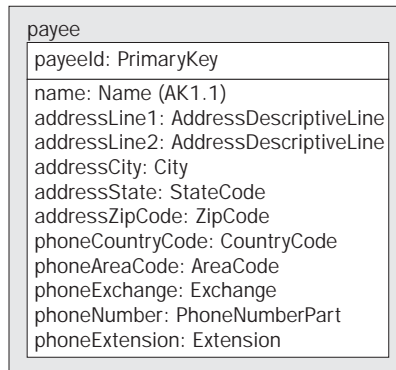 payee
payeeId: PrimaryKey
name: Name (AK1.1)
addressLine1: AddressDescriptiveLine
addressLine2: AddressDescriptiveLine
addressCity: City
addressState: StateCode
addressZipCode: ZipCode
phoneCountryCode: CountryCode
phoneAreaCode: AreaCode
phoneExchange: Exchange
phoneNumber: PhoneNumberPart
phoneExtension: Extension